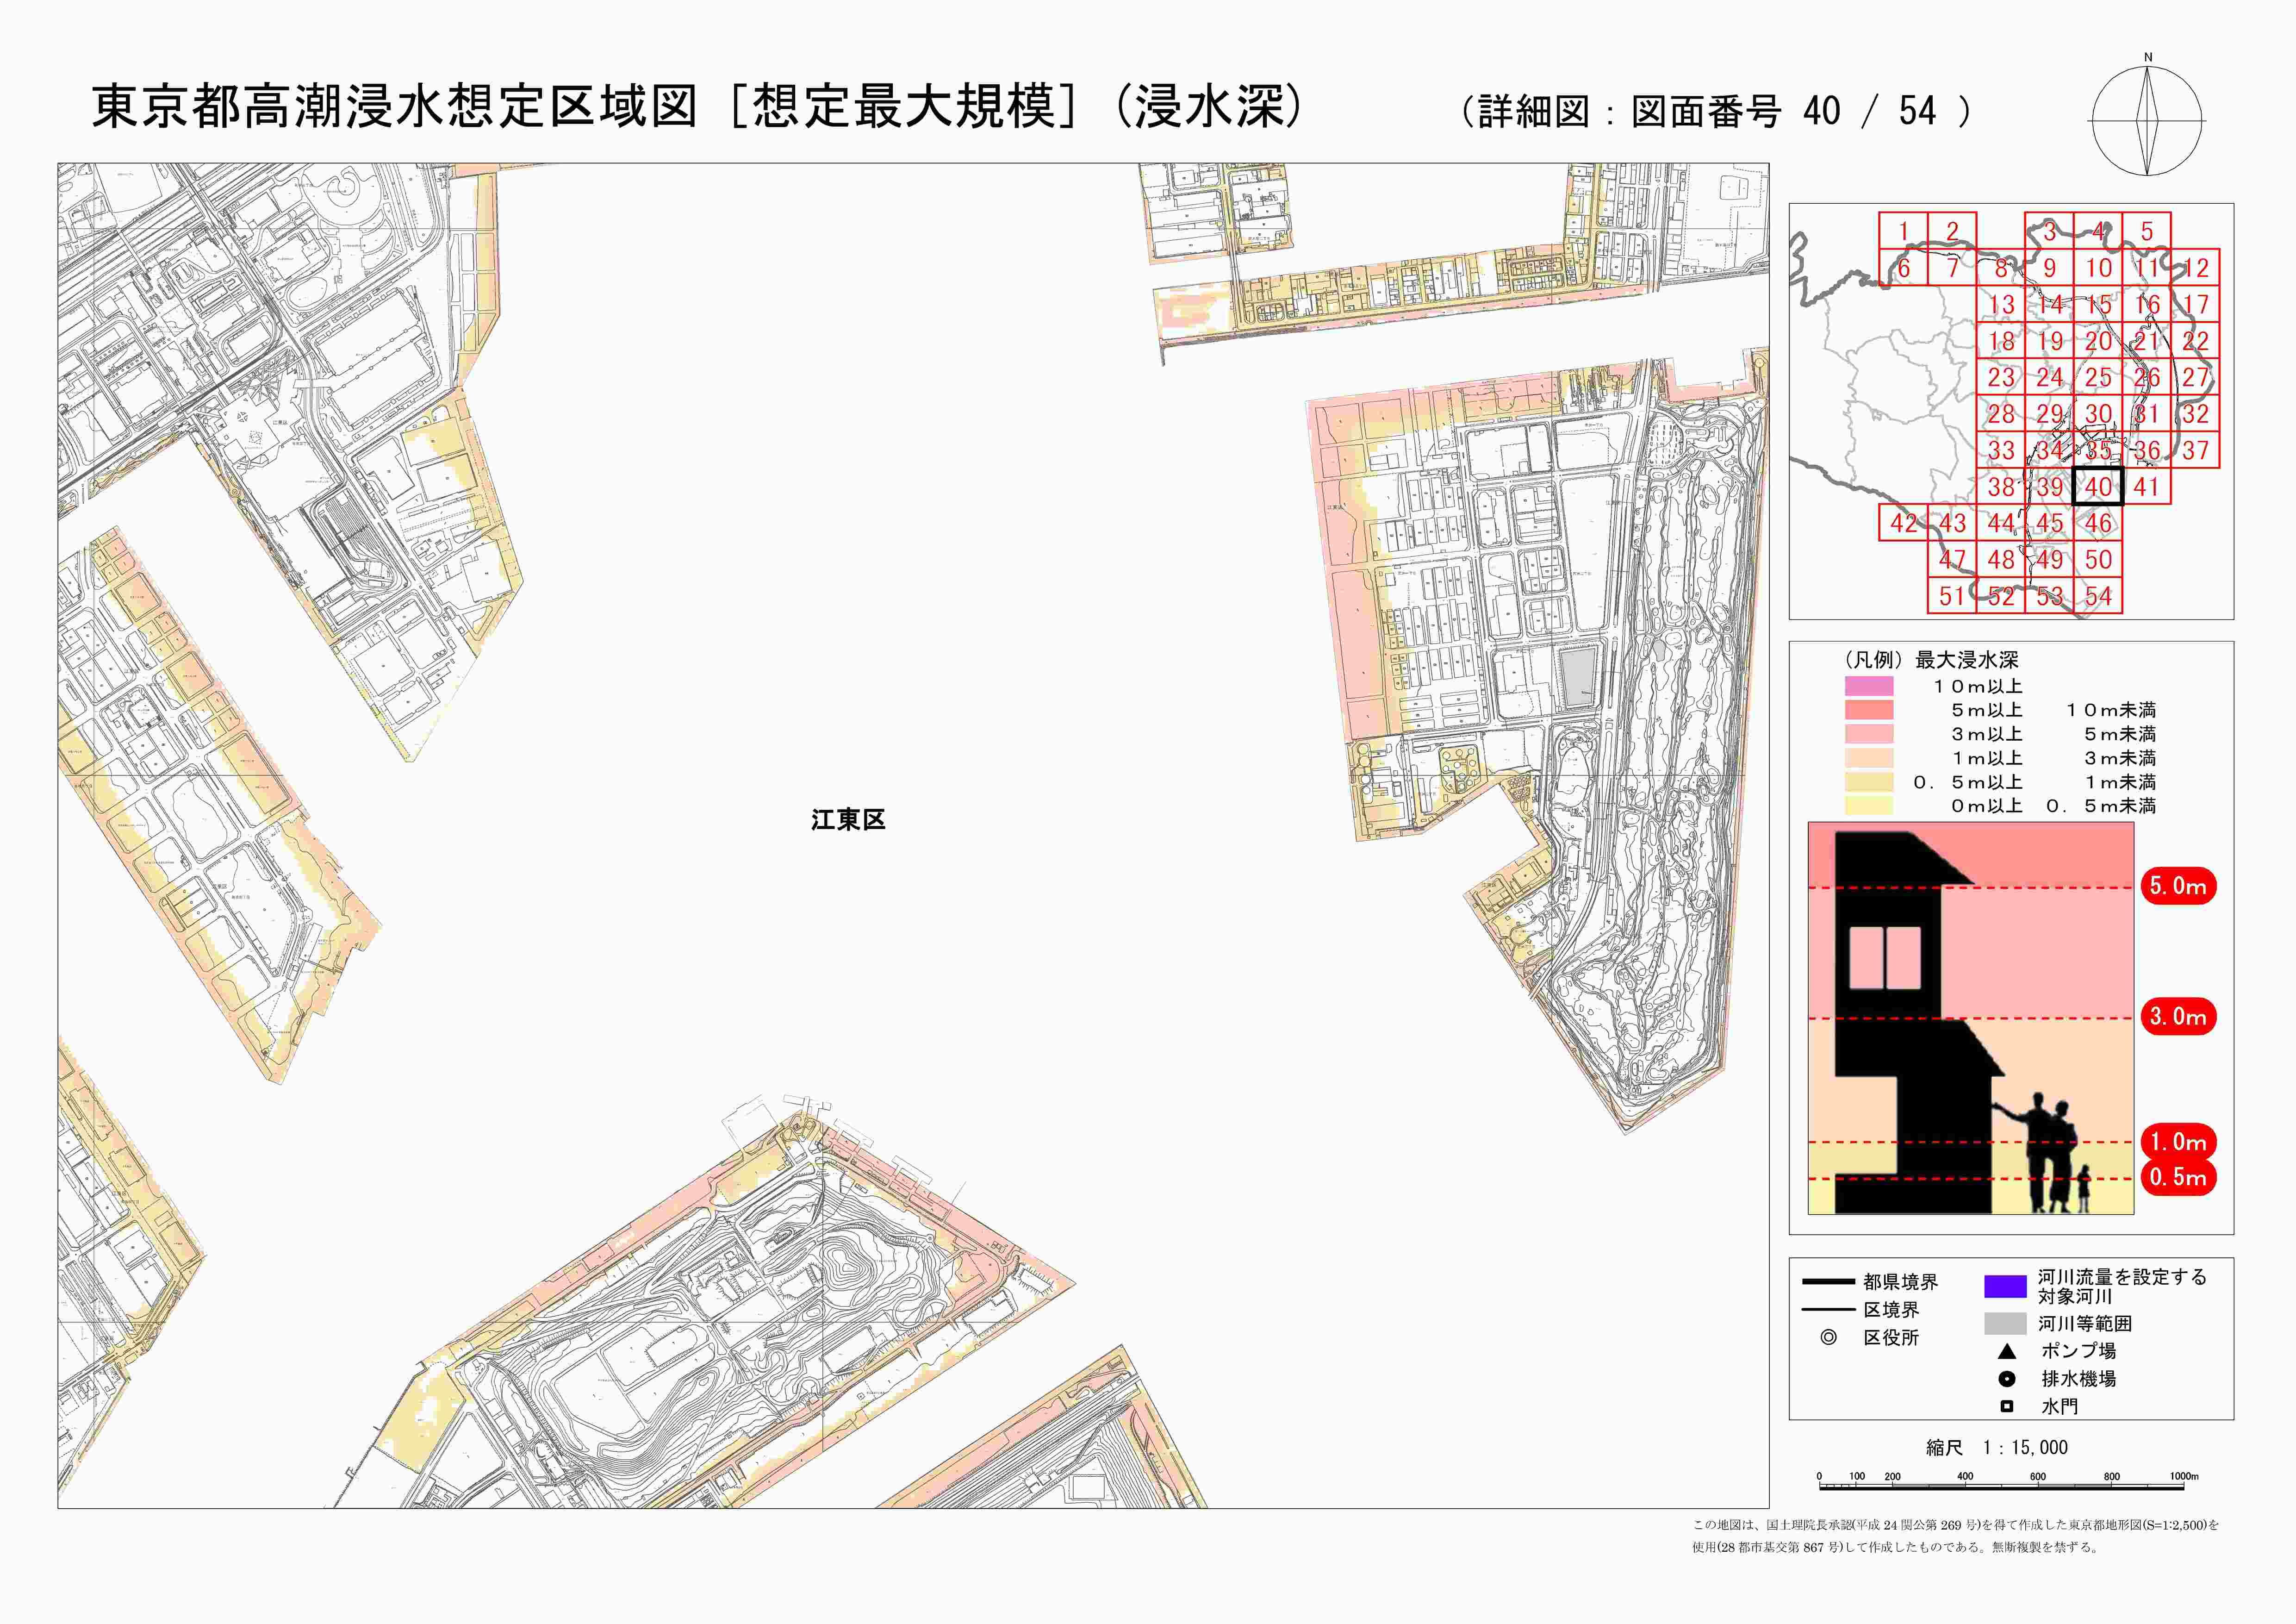 東京都高潮浸水想定区域図［想定最大規模］（浸水深）
（詳細図：図面番号 40 / 54 ）
N
1 2 3 4 5
6 7 8 9 10 11 12
13 14 15 16 17
18 19 20 21 22
23 24 25 26 27
28 29 30 31 32
33 34 35 36 37
38 39 40 41
42 43 44 45 46
47 48 49 50
51 52 53 54
江東区
（凡例）最大浸水深
１０ｍ以上
５ｍ以上 １０ｍ未満
３ｍ以上 ５ｍ未満
１ｍ以上 ３ｍ未満
０．５ｍ以上 １ｍ未満
０ｍ以上 ０．５ｍ未満
5.0m
3.0m
1.0m
0.5m
都県境界
区境界
区役所
河川流量を設定する
対象河川
河川等範囲
ポンプ場
排水機場
水門
縮尺 1：15,000
0 100 200 400 600 800 1000m
この地図は、国土理院長承認(平成 24 関公第 269 号)を得て作成した東京都地形図(S=1:2,500)を
使用(28 都市基交第 867 号)して作成したものである。無断複製を禁ずる。